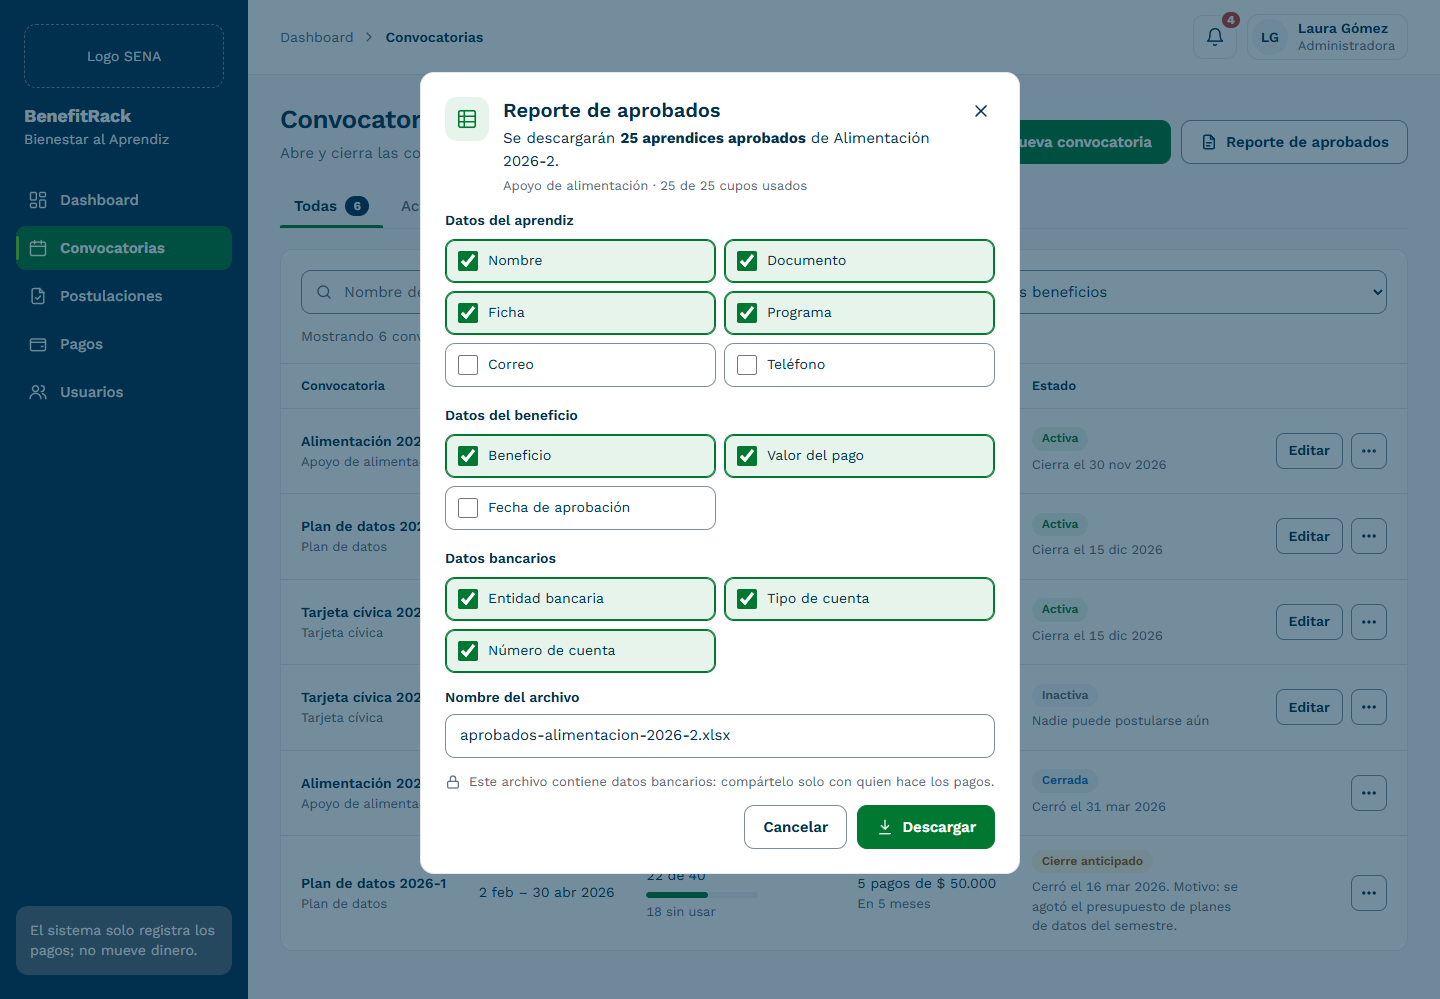 Logo SENA
BenefitRack
Bienestar al Aprendiz
Dashboard
Convocatorias
Postulaciones
Pagos
Usuarios
El sistema solo registra los
pagos; no mueve dinero.
Dashboard > Convocatorias
4
LG
Laura Gómez
Administradora
Convocator
Abre y cierra las co
ueva convocatoria
Reporte de aprobados
Todas 6
Ac
Nombre de
s beneficios
Mostrando 6 conv
Convocatoria
Estado
Alimentación 202
Apoyo de alimenta
Activa
Cierra el 30 nov 2026
Editar
Plan de datos 202
Plan de datos
Activa
Cierra el 15 dic 2026
Editar
Tarjeta cívica 202
Tarjeta cívica
Activa
Cierra el 15 dic 2026
Editar
Tarjeta cívica 202
Tarjeta cívica
Inactiva
Nadie puede postularse aún
Editar
Alimentación 202
Apoyo de alimenta
Cerrada
Cerró el 31 mar 2026
Plan de datos 2026-1
Plan de datos
2 feb – 30 abr 2026
22 de 40
18 sin usar
5 pagos de $ 50.000
En 5 meses
Cierre anticipado
Cerró el 16 mar 2026. Motivo: se
agotó el presupuesto de planes
de datos del semestre.
Reporte de aprobados
Se descargarán 25 aprendices aprobados de Alimentación
2026-2.
Apoyo de alimentación · 25 de 25 cupos usados
Datos del aprendiz
Nombre
Documento
Ficha
Programa
Correo
Teléfono
Datos del beneficio
Beneficio
Valor del pago
Fecha de aprobación
Datos bancarios
Entidad bancaria
Tipo de cuenta
Número de cuenta
Nombre del archivo
aprobados-alimentacion-2026-2.xlsx
Este archivo contiene datos bancarios: compártelo solo con quien hace los pagos.
Cancelar
Descargar